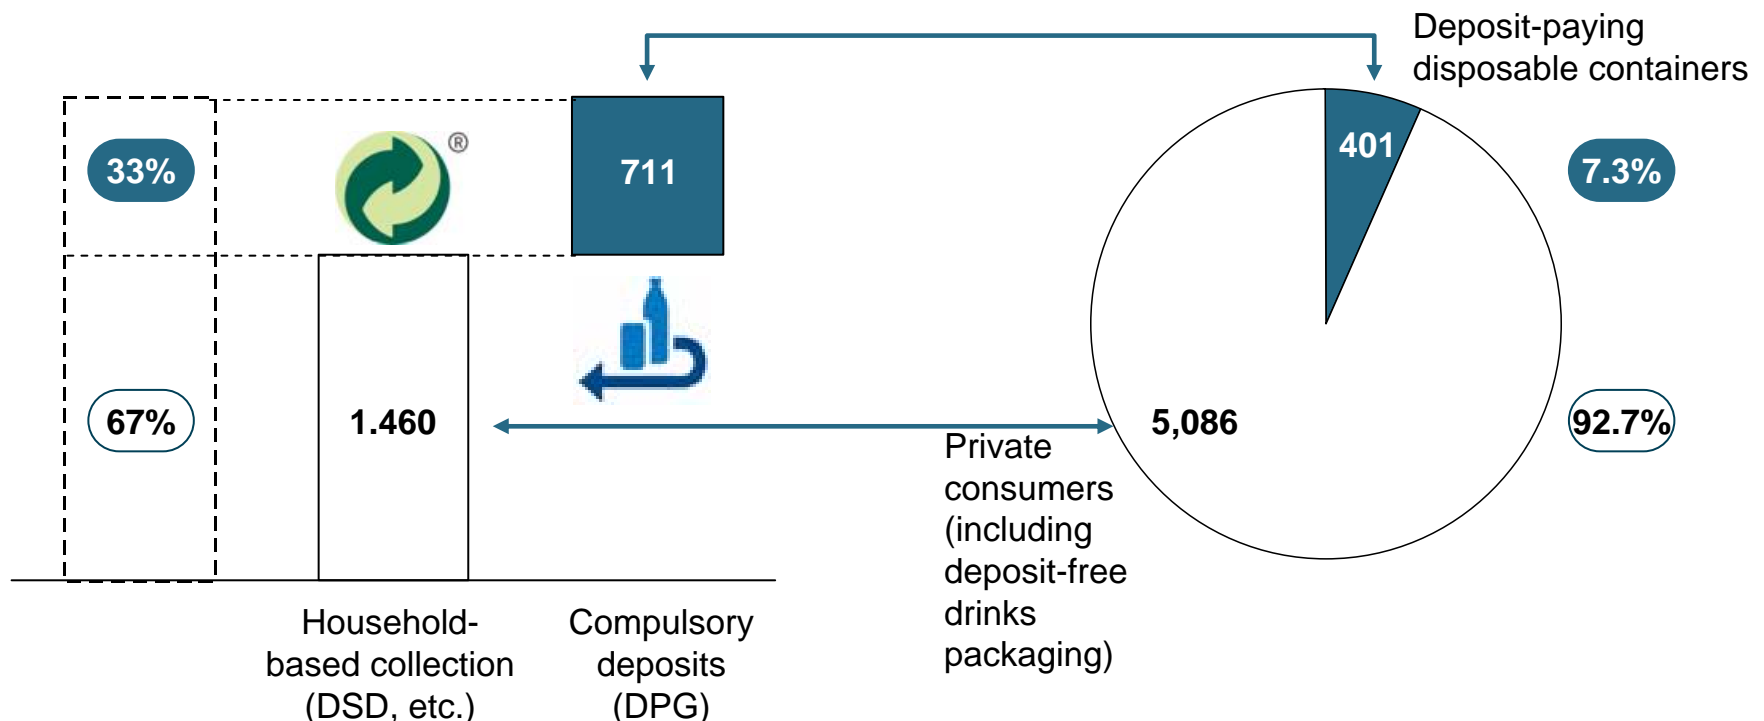 Deposit-paying
disposable containers
33%
®
711
401
7.3%
67%
1.460
5,086
92.7%
Private
consumers
(including
deposit-free
drinks
packaging)
Household-
based collection
(DSD, etc.)
Compulsory
deposits
(DPG)